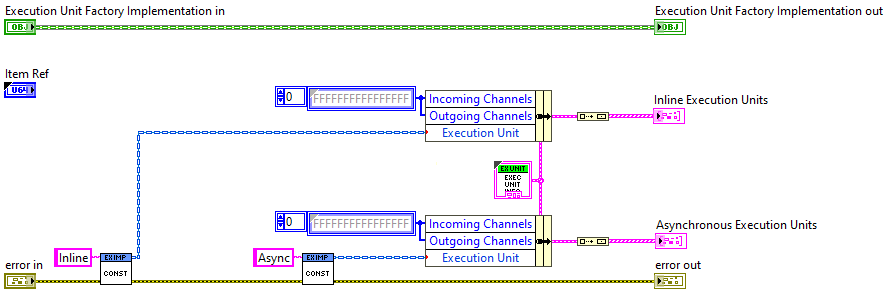 Execution Unit Factory Implementation in
Execution Unit Factory Implementation out
OBJ
OBJ
Item Ref
U64
0
FFFFFFFFFFFFFFFF
Incoming Channels
Outgoing Channels
Execution Unit
Inline Execution Units
EXUNIT
EXEC
UNIT
0
FFFFFFFFFFFFFFFF
Incoming Channels
Outgoing Channels
Execution Unit
Asynchronous Execution Units
Inline
EXIMP
CONST
Async
EXIMP
CONST
error in
error out